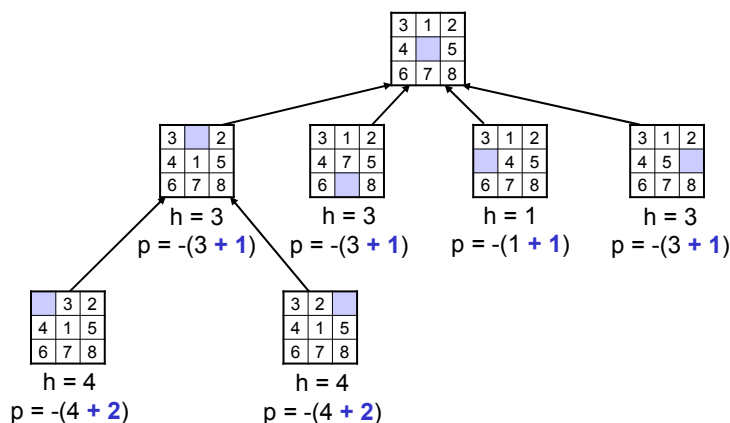 3 1 2
4 5
6 7 8
3 2
4 1 5
6 7 8
h = 3
p = -(3 + 1)
3 1 2
4 7 5
6 8
h = 3
p = -(3 + 1)
3 1 2
4 5
6 7 8
h = 1
p = -(1 + 1)
3 1 2
4 5
6 7 8
h = 3
p = -(3 + 1)
3 2
4 1 5
6 7 8
h = 4
p = -(4 + 2)
3 2
4 1 5
6 7 8
h = 4
p = -(4 + 2)